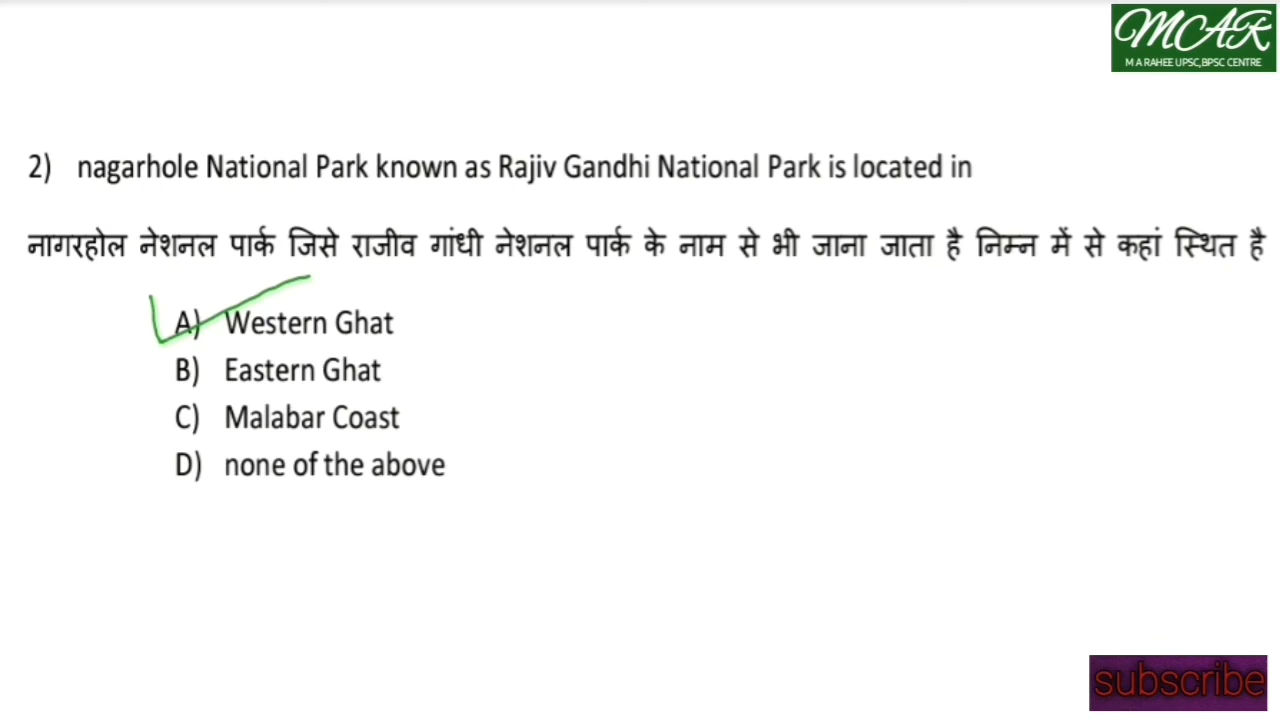 MCAR
M A RAHEE UPSC,BPSC CENTRE
2) nagarhole National Park known as Rajiv Gandhi National Park is located in
नागरहोल नेशनल पार्क जिसे राजीव गांधी नेशनल पार्क के नाम से भी जाना जाता है निम्न में से कहां स्थित है
A) Western Ghat
B) Eastern Ghat
C) Malabar Coast
D) none of the above
subscribe